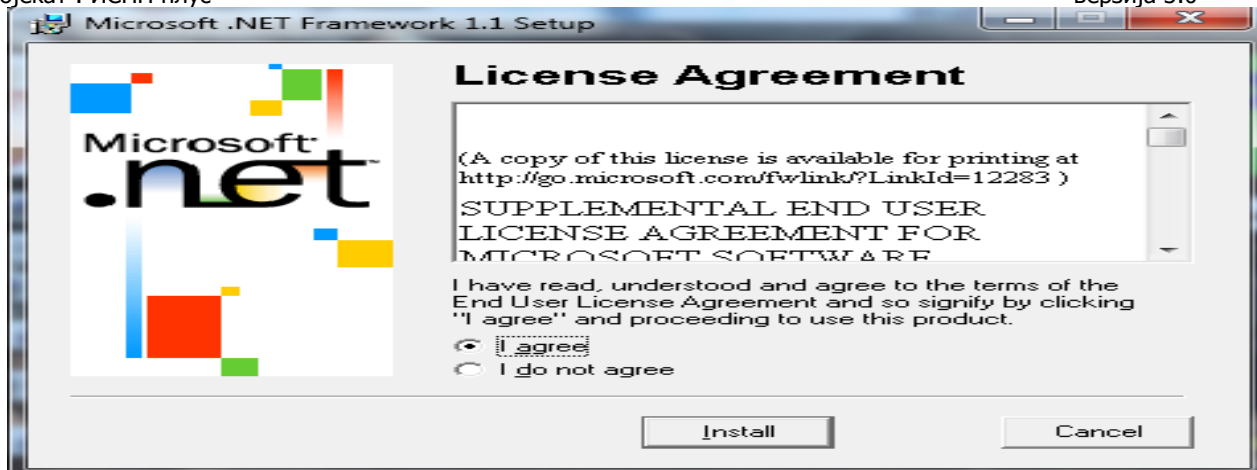 Microsoft .NET Framework 1.1 Setup
Microsoft
.net
License Agreement
(A copy of this license is available for printing at
http://go.microsoft.com/fwlink/?LinkId=12283 )
SUPPLEMENTAL END USER
LICENSE AGREEMENT FOR
MICROSOFT SOFTWARE
I have read, understood and agree to the terms of the
End User License Agreement and so signify by clicking
"I agree" and proceeding to use this product.
I agree
I do not agree
Install
Cancel